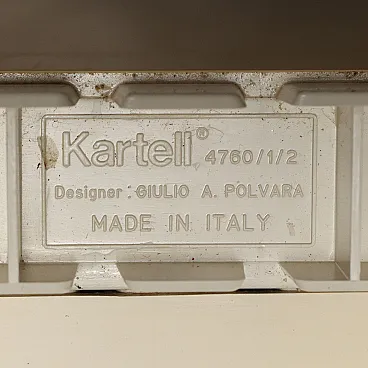 Kartell® 4760/1/2
Designer: GIULIO A. POLVARA
MADE IN ITALY